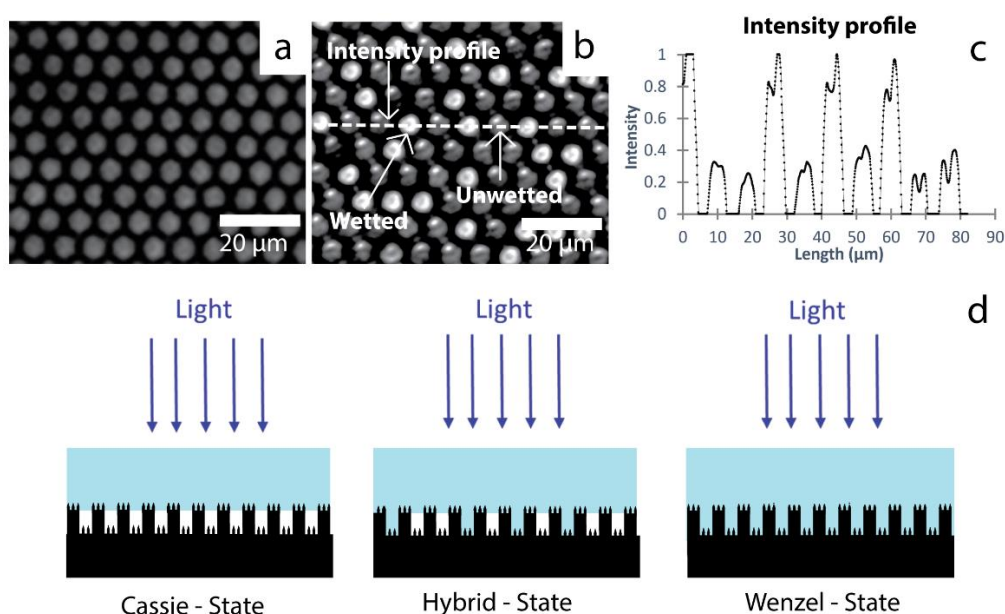 a
20 µm
b
Intensity profile
Wetted
Unwetted
20 µm
Intensity profile
c
Intensity
1
0.8
0.6
0.4
0.2
0
0 10 20 30 40 50 60 70 80 90
Length (µm)
d
Light
Light
Light
Cassie - State
Hybrid - State
Wenzel - State